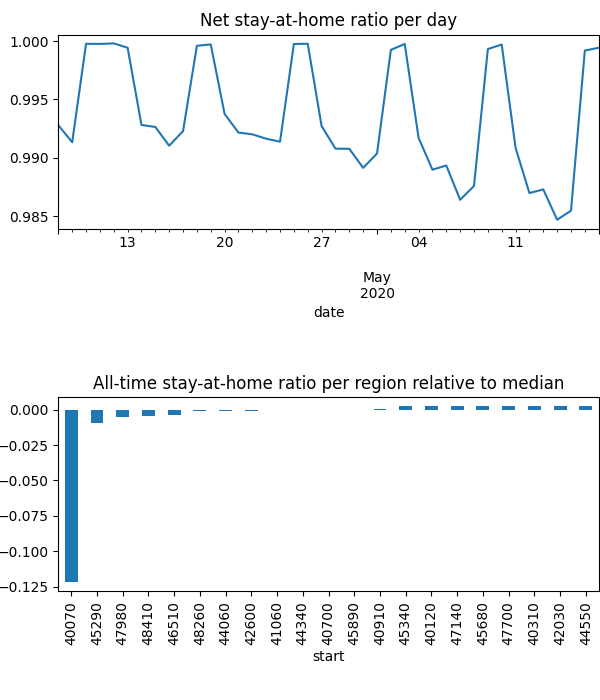 Net stay-at-home ratio per day
1.000
0.995
0.990
0.985
13 20 27 04 11
May
2020
date
All-time stay-at-home ratio per region relative to median
0.000
−0.025
−0.050
−0.075
−0.100
−0.125
40070 45290 47980 48410 46510 48260 44060 42600 41060 44340 40700 45890 40910 45340 40120 47140 45680 47700 40310 42030 44550
start